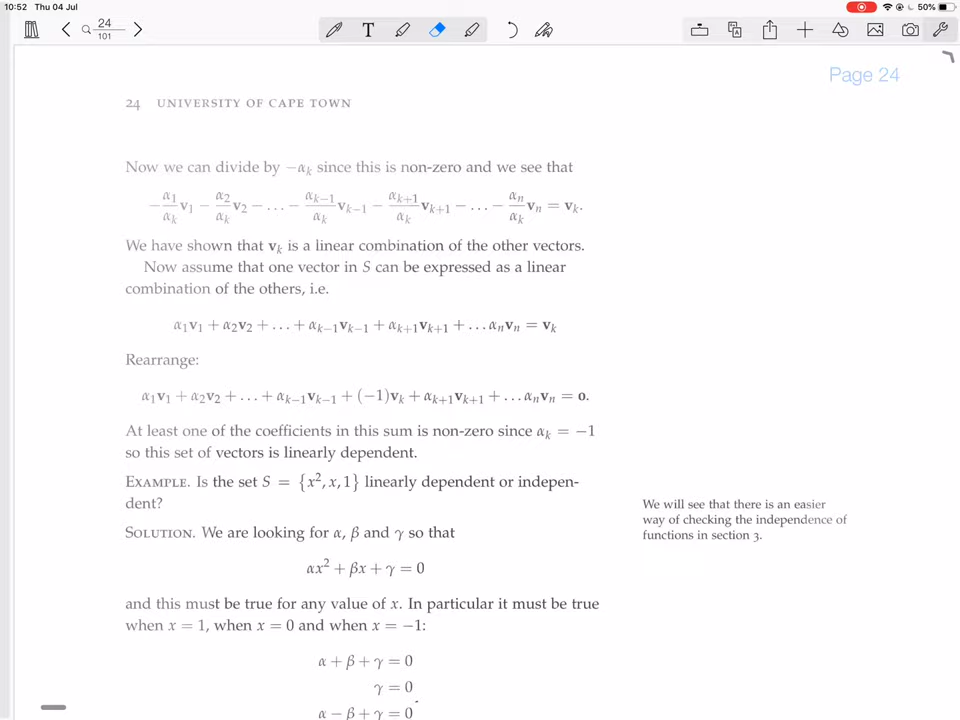 10:52 Thu 04 Jul 50%
24
101
T
Page 24
24 UNIVERSITY OF CAPE TOWN
Now we can divide by −αₖ since this is non-zero and we see that
−α₁/αₖ v₁ − α₂/αₖ v₂ − … − αₖ₋₁/αₖ vₖ₋₁ − αₖ₊₁/αₖ vₖ₊₁ − … − αₙ/αₖ vₙ = vₖ.
We have shown that vₖ is a linear combination of the other vectors.
Now assume that one vector in S can be expressed as a linear
combination of the others, i.e.
α₁v₁ + α₂v₂ + … + αₖ₋₁vₖ₋₁ + αₖ₊₁vₖ₊₁ + … αₙvₙ = vₖ
Rearrange:
α₁v₁ + α₂v₂ + … + αₖ₋₁vₖ₋₁ + (−1)vₖ + αₖ₊₁vₖ₊₁ + … αₙvₙ = 0.
At least one of the coefficients in this sum is non-zero since αₖ = −1
so this set of vectors is linearly dependent.
EXAMPLE. Is the set S = {x², x, 1} linearly dependent or indepen-
dent?
We will see that there is an easier
way of checking the independence of
functions in section 3.
SOLUTION. We are looking for α, β and γ so that
αx² + βx + γ = 0
and this must be true for any value of x. In particular it must be true
when x = 1, when x = 0 and when x = −1:
α + β + γ = 0
γ = 0
α − β + γ = 0